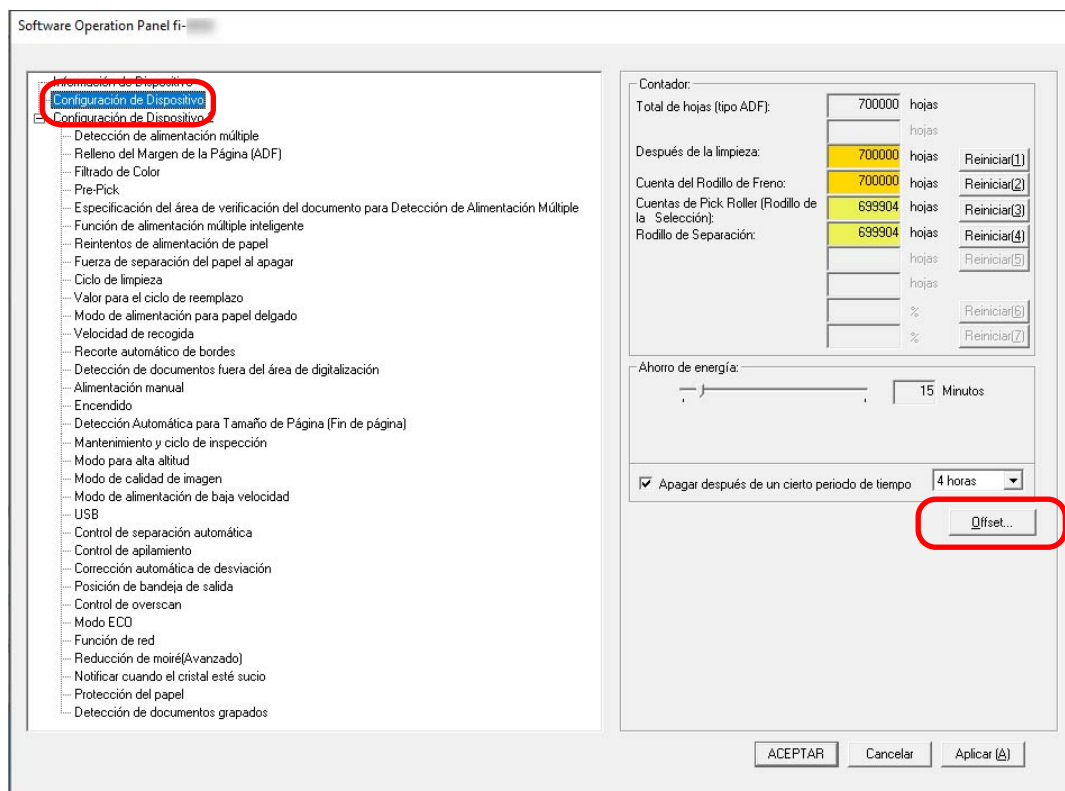 Software Operation Panel fi-
Información de Dispositivo
Configuración de Dispositivo
Configuración de Dispositivo
Detección de alimentación múltiple
Relleno del Margen de la Página (ADF)
Filtrado de Color
Pre-Pick
Especificación del área de verificación del documento para Detección de Alimentación Múltiple
Función de alimentación múltiple inteligente
Reintentos de alimentación de papel
Fuerza de separación del papel al apagar
Ciclo de limpieza
Valor para el ciclo de reemplazo
Modo de alimentación para papel delgado
Velocidad de recogida
Recorte automático de bordes
Detección de documentos fuera del área de digitalización
Alimentación manual
Encendido
Detección Automática para Tamaño de Página (Fin de página)
Mantenimiento y ciclo de inspección
Modo para alta altitud
Modo de calidad de imagen
Modo de alimentación de baja velocidad
USB
Control de separación automática
Control de apilamiento
Corrección automática de desviación
Posición de bandeja de salida
Control de overscan
Modo ECO
Función de red
Reducción de moiré(Avanzado)
Notificar cuando el cristal esté sucio
Protección del papel
Detección de documentos grapados
Contador:
Total de hojas (tipo ADF): 700000 hojas
hojas
Después de la limpieza: 700000 hojas Reiniciar(1)
Cuenta del Rodillo de Freno: 700000 hojas Reiniciar(2)
Cuentas de Pick Roller (Rodillo de la Selección): 699904 hojas Reiniciar(3)
Rodillo de Separación: 699904 hojas Reiniciar(4)
hojas Reiniciar(5)
hojas
% Reiniciar(6)
% Reiniciar(7)
Ahorro de energía:
15 Minutos
Apagar después de un cierto periodo de tiempo 4 horas
Offset...
ACEPTAR Cancelar Aplicar (A)